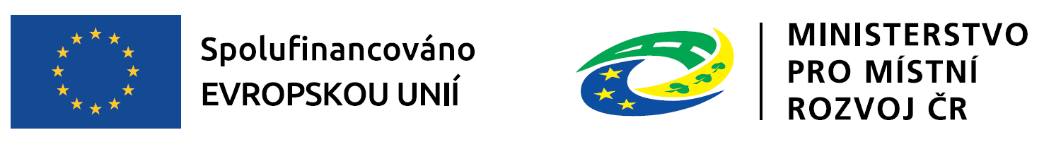 Spolufinancováno
EVROPSKOU UNIÍ
MINISTERSTVO
PRO MÍSTNÍ
ROZVOJ ČR